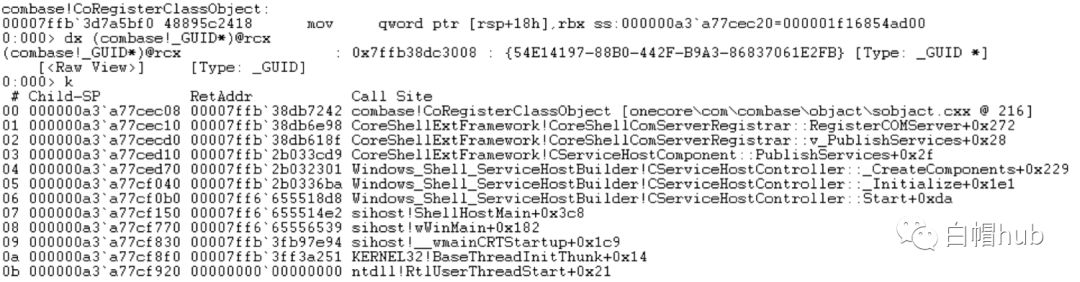 combase!CoRegisterClassObject:
00007ffb`3d7a5bf0 48895c2418      mov     qword ptr [rsp+18h],rbx ss:000000a3`a77cec20=000001f16854ad00
0:000> dx (combase!_GUID*)@rcx
(combase!_GUID*)@rcx                 : 0x7ffb38dc3008 : {54E14197-88B0-442F-B9A3-86837061E2FB} [Type: _GUID *]
    [<Raw View>]     [Type: _GUID]
0:000> k
 # Child-SP          RetAddr           Call Site
00 000000a3`a77cec08 00007ffb`38db7242 combase!CoRegisterClassObject [onecore\com\combase\objact\sobjact.cxx @ 216]
01 000000a3`a77cec10 00007ffb`38db6e98 CoreShellExtFramework!CoreShellComServerRegistrar::RegisterCOMServer+0x272
02 000000a3`a77cecd0 00007ffb`38db618f CoreShellExtFramework!CoreShellComServerRegistrar::v_PublishServices+0x28
03 000000a3`a77ced10 00007ffb`2b033cd9 CoreShellExtFramework!CServiceHostComponent::PublishServices+0x2f
04 000000a3`a77ced70 00007ffb`2b032301 Windows_Shell_ServiceHostBuilder!CServiceHostController::_CreateComponents+0x229
05 000000a3`a77cf040 00007ffb`2b0336ba Windows_Shell_ServiceHostBuilder!CServiceHostController::_Initialize+0x1e1
06 000000a3`a77cf0b0 00007ff6`655518d8 Windows_Shell_ServiceHostBuilder!CServiceHostController::Start+0xda
07 000000a3`a77cf150 00007ff6`655514e2 sihost!ShellHostMain+0x3c8
08 000000a3`a77cf770 00007ff6`65556539 sihost!wWinMain+0x182
09 000000a3`a77cf830 00007ffb`3fb97e94 sihost!__wmainCRTStartup+0x1c9
0a 000000a3`a77cf8f0 00007ffb`3ff3a251 KERNEL32!BaseThreadInitThunk+0x14
0b 000000a3`a77cf920 00000000`00000000 ntdll!RtlUserThreadStart+0x21
白帽hub